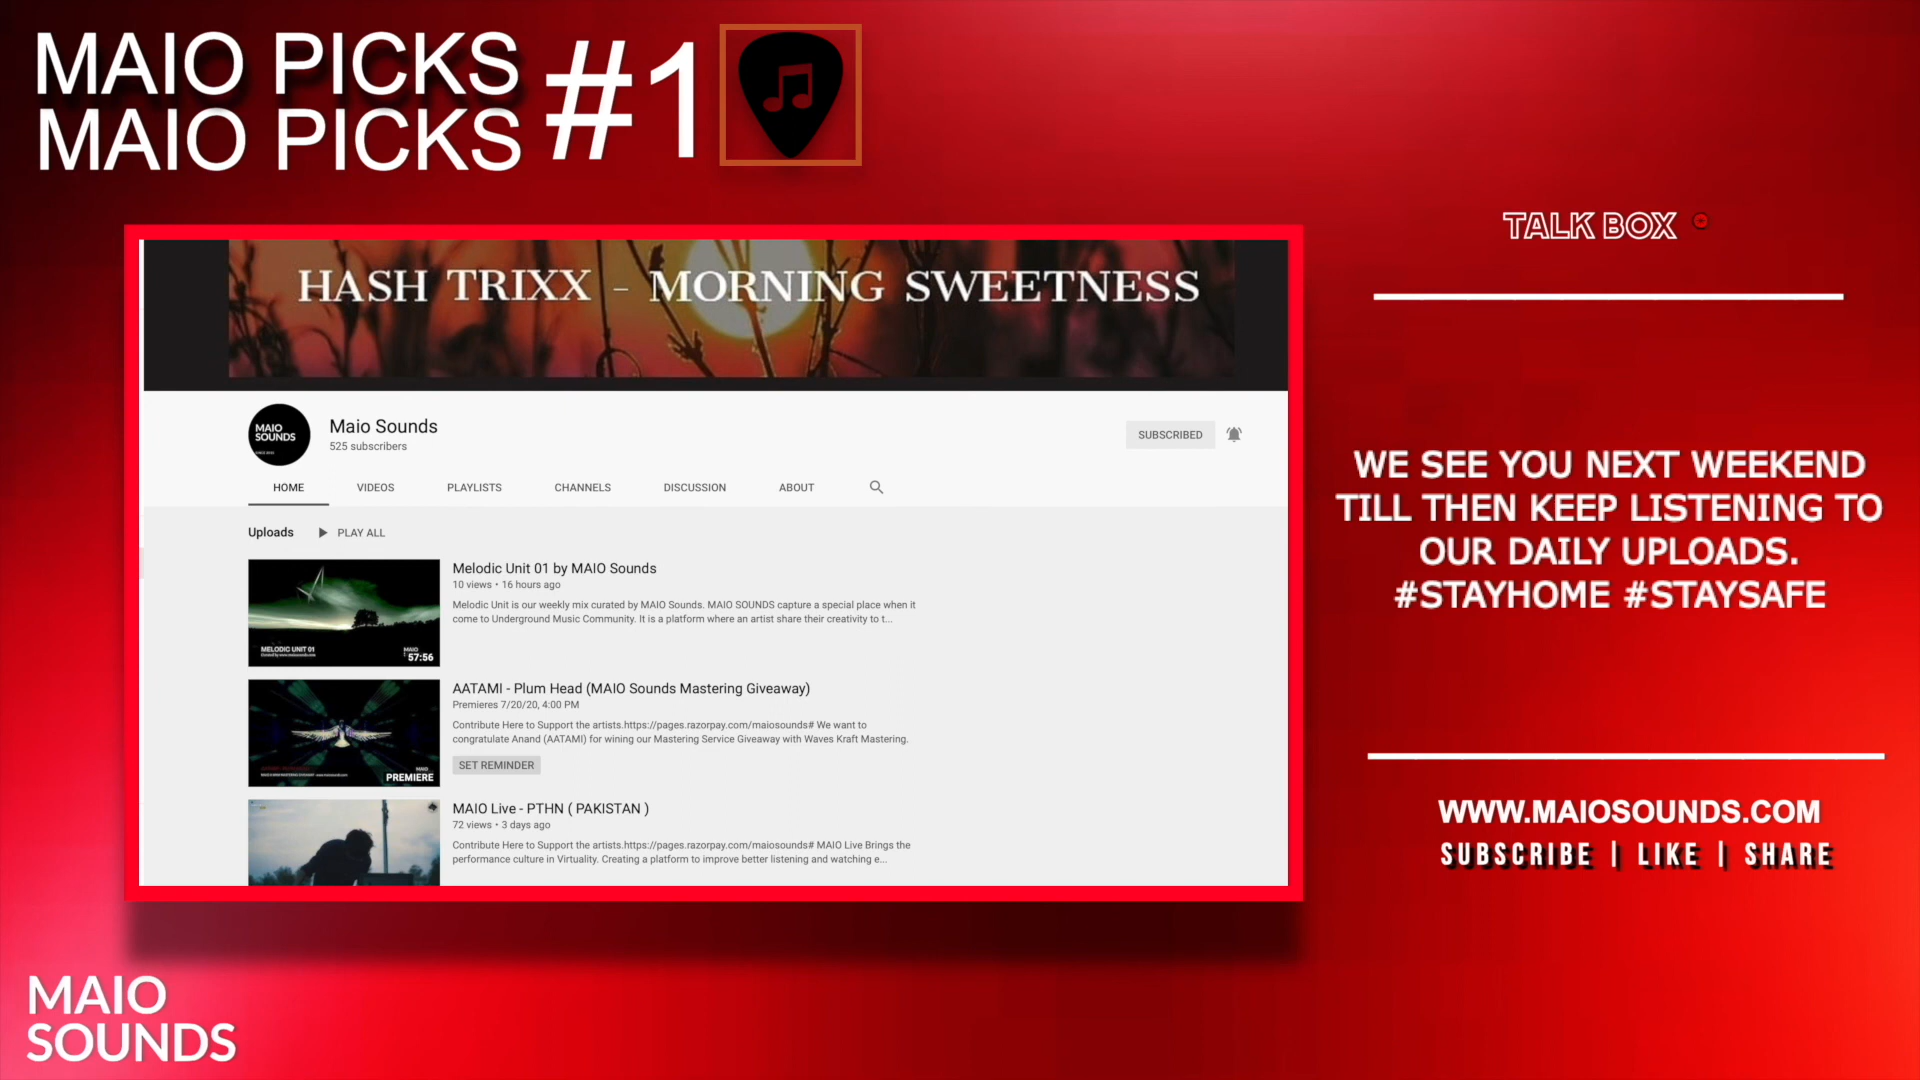 MAIO PICKS
MAIO PICKS
#1
TALK BOX
HASH TRIXX - MORNING SWEETNESS
MAIO
SOUNDS
Maio Sounds
525 subscribers
SUBSCRIBED
HOME VIDEOS PLAYLISTS CHANNELS DISCUSSION ABOUT
Uploads PLAY ALL
Melodic Unit 01 by MAIO Sounds
10 views • 16 hours ago
Melodic Unit is our weekly mix curated by MAIO Sounds. MAIO SOUNDS capture a special place when it
come to Underground Music Community. It is a platform where an artist share their creativity to t...
MELODIC UNIT 01
MAIO
57:56
AATAMI - Plum Head (MAIO Sounds Mastering Giveaway)
Premieres 7/20/20, 4:00 PM
Contribute Here to Support the artists.https://pages.razorpay.com/maiosounds# We want to
congratulate Anand (AATAMI) for wining our Mastering Service Giveaway with Waves Kraft Mastering.
SET REMINDER
MAIO
PREMIERE
MAIO Live - PTHN ( PAKISTAN )
72 views • 3 days ago
Contribute Here to Support the artists.https://pages.razorpay.com/maiosounds# MAIO Live Brings the
performance culture in Virtuality. Creating a platform to improve better listening and watching e...
WE SEE YOU NEXT WEEKEND
TILL THEN KEEP LISTENING TO
OUR DAILY UPLOADS.
#STAYHOME #STAYSAFE
WWW.MAIOSOUNDS.COM
SUBSCRIBE | LIKE | SHARE
MAIO
SOUNDS